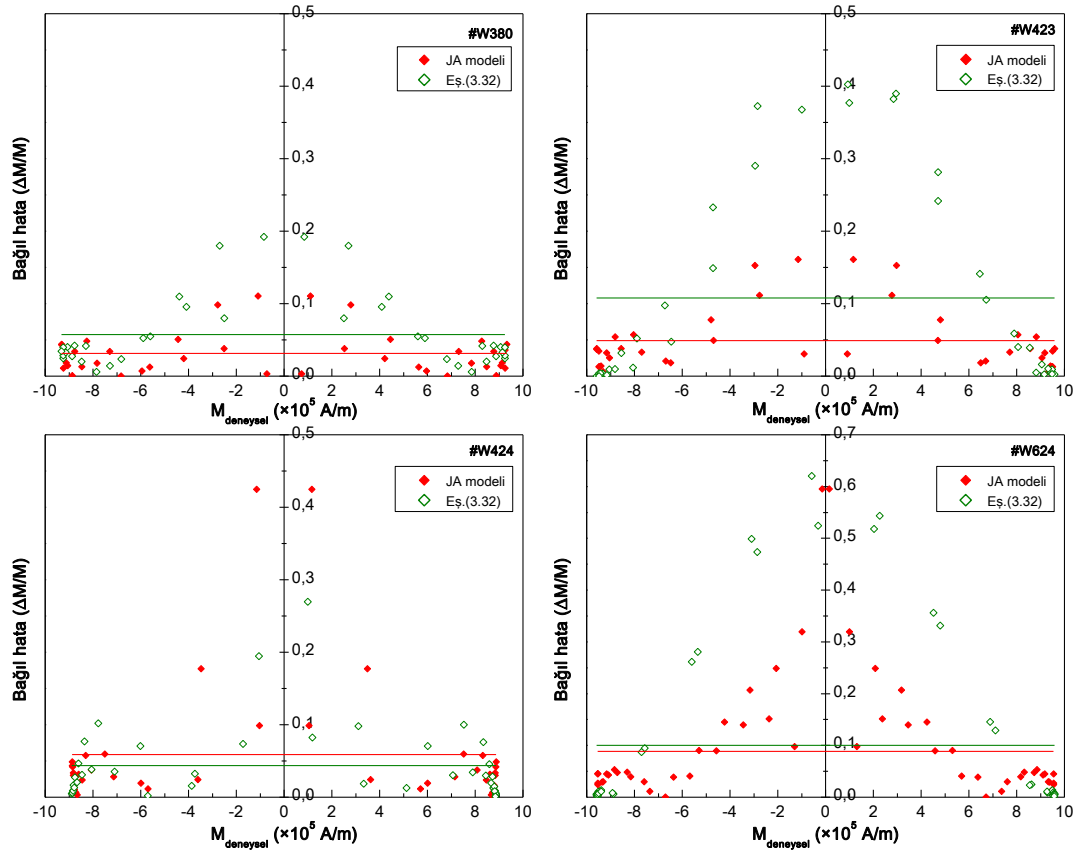 #W380
JA modeli
Eş.(3.32)
Bağıl hata (ΔM/M)
0,5
0,4
0,3
0,2
0,1
0,0
-10 -8 -6 -4 -2 0 2 4 6 8 10
M_deneysel (×10^5 A/m)
#W423
JA modeli
Eş.(3.32)
Bağıl hata (ΔM/M)
0,5
0,4
0,3
0,2
0,1
0,0
-10 -8 -6 -4 -2 0 2 4 6 8 10
M_deneysel (×10^5 A/m)
#W424
JA modeli
Eş.(3.32)
Bağıl hata (ΔM/M)
0,5
0,4
0,3
0,2
0,1
0,0
-10 -8 -6 -4 -2 0 2 4 6 8 10
M_deneysel (×10^5 A/m)
#W624
JA modeli
Eş.(3.32)
Bağıl hata (ΔM/M)
0,7
0,6
0,5
0,4
0,3
0,2
0,1
0,0
-10 -8 -6 -4 -2 0 2 4 6 8 10
M_deneysel (×10^5 A/m)